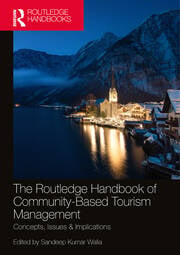 ROUTLEDGE
HANDBOOKS
The Routledge Handbook of
Community-Based Tourism
Management
Concepts, Issues & Implications
Edited by Sandeep Kumar Walia